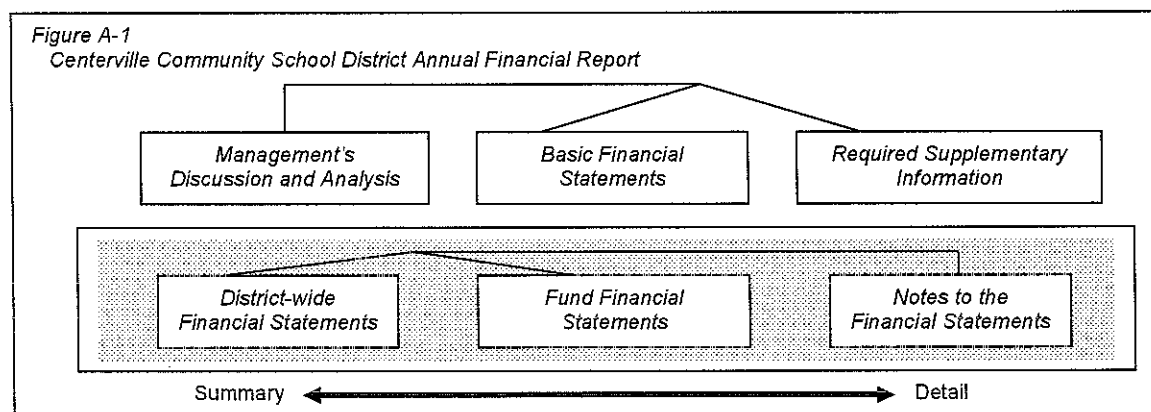 Figure A-1
Centerville Community School District Annual Financial Report
Management's
Discussion and Analysis
Basic Financial
Statements
Required Supplementary
Information
District-wide
Financial Statements
Fund Financial
Statements
Notes to the
Financial Statements
Summary
Detail